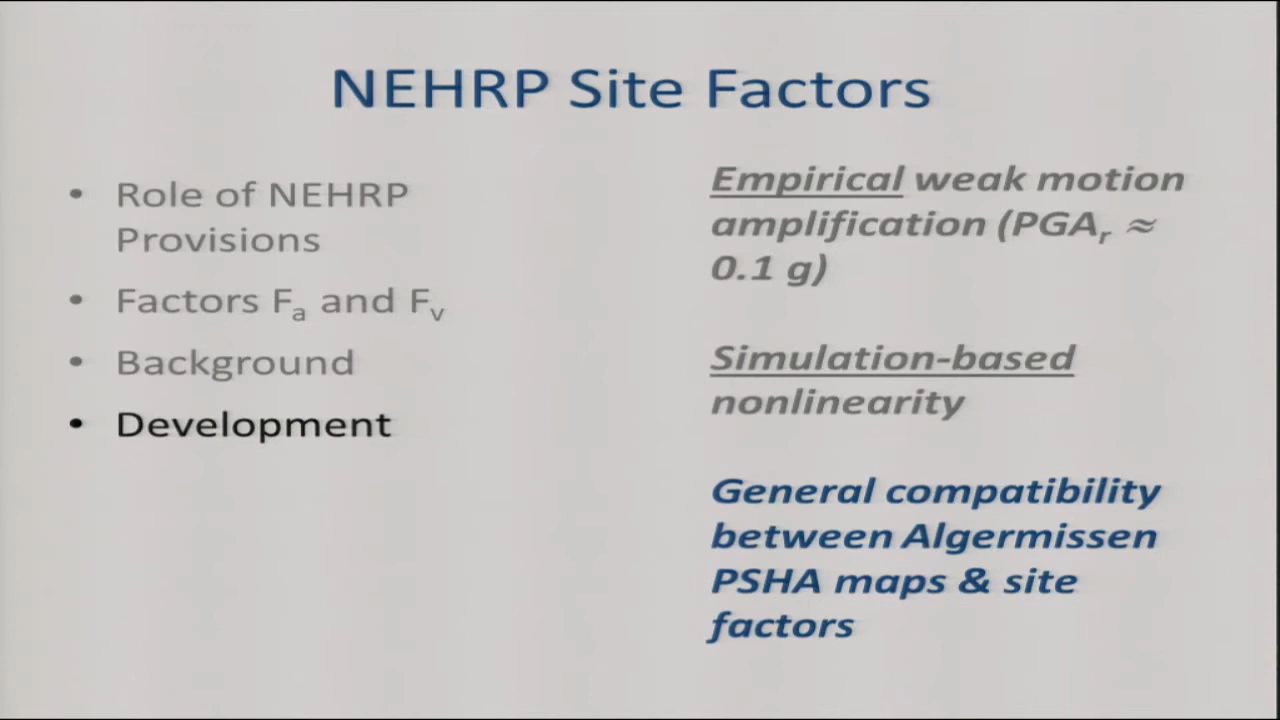 NEHRP Site Factors
• Role of NEHRP
Provisions
• Factors Fa and Fv
• Background
• Development
Empirical weak motion
amplification (PGAr ≈
0.1 g)
Simulation-based
nonlinearity
General compatibility
between Algermissen
PSHA maps & site
factors